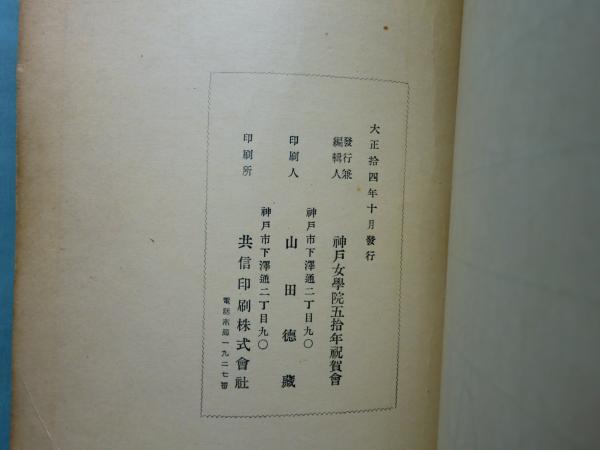 大正拾四年十月發行
發行兼
編輯人 神戸女學院五拾年祝賀會
神戸市下澤通二丁目九〇
印刷人 山田德藏
神戸市下澤通二丁目九〇
印刷所 共信印刷株式會社
電話 一九二七番